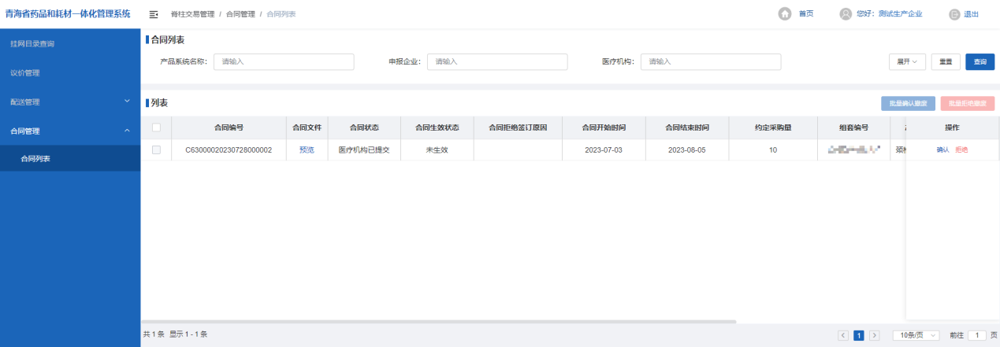 青海省药品和耗材一体化管理系统
脊柱交易管理 / 合同管理 / 合同列表
首页
您好：测试生产企业
退出
挂网目录查询
议价管理
配送管理
合同管理
合同列表
合同列表
产品系统名称： 请输入
申报企业： 请输入
医疗机构： 请输入
展开
重置
查询
列表
批量确认撤废
批量拒绝撤废
合同编号 合同文件 合同状态 合同生效状态 合同拒绝签订原因 合同开始时间 合同结束时间 约定采购量 组套编号 操作
C63000020230728000002 预览 医疗机构已提交 未生效 2023-07-03 2023-08-05 10 颈 确认 拒绝
共 1 条 显示 1 - 1 条
1
10条/页
前往 1 页